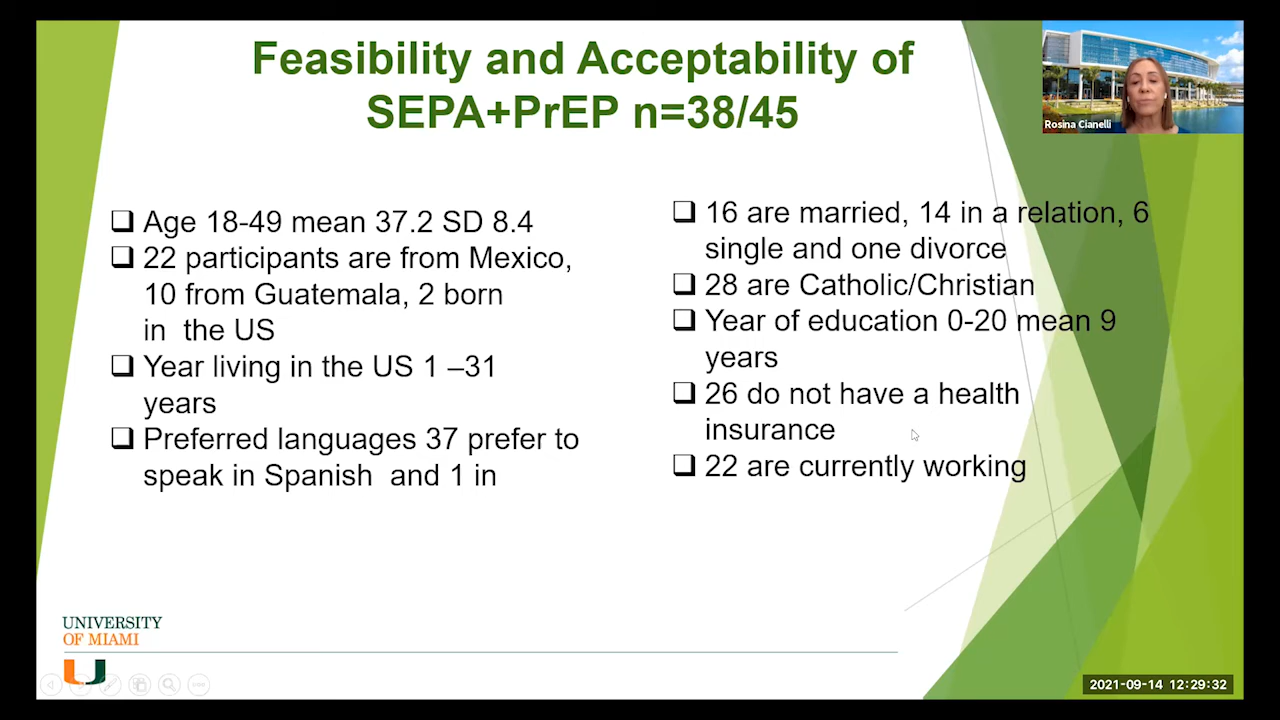 Feasibility and Acceptability of
SEPA+PrEP n=38/45
Rosina Cianelli
❑ Age 18-49 mean 37.2 SD 8.4
❑ 22 participants are from Mexico,
10 from Guatemala, 2 born
in  the US
❑ Year living in the US 1 –31
years
❑ Preferred languages 37 prefer to
speak in Spanish  and 1 in
❑ 16 are married, 14 in a relation, 6
single and one divorce
❑ 28 are Catholic/Christian
❑ Year of education 0-20 mean 9
years
❑ 26 do not have a health
insurance
❑ 22 are currently working
UNIVERSITY
OF MIAMI
2021-09-14 12:29:32